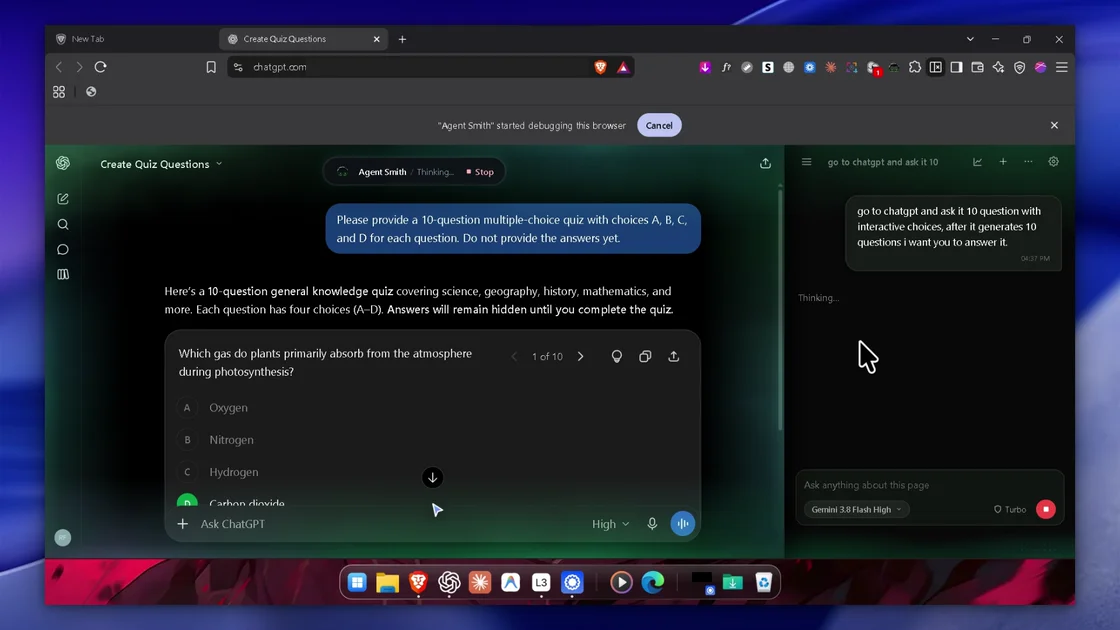 New Tab
Create Quiz Questions
chatgpt.com
"Agent Smith" started debugging this browser
Cancel
Create Quiz Questions
Agent Smith / Thinking...
Stop
Please provide a 10-question multiple-choice quiz with choices A, B, C,
and D for each question. Do not provide the answers yet.
Here's a 10-question general knowledge quiz covering science, geography, history, mathematics, and
more. Each question has four choices (A–D). Answers will remain hidden until you complete the quiz.
Which gas do plants primarily absorb from the atmosphere
during photosynthesis?
1 of 10
A Oxygen
B Nitrogen
C Hydrogen
D Carbon dioxide
Ask ChatGPT
High
go to chatgpt and ask it 10
go to chatgpt and ask it 10 question with
interactive choices, after it generates 10
questions i want you to answer it.
04:37 PM
Thinking...
Ask anything about this page
Gemini 3.8 Flash High
Turbo
L3